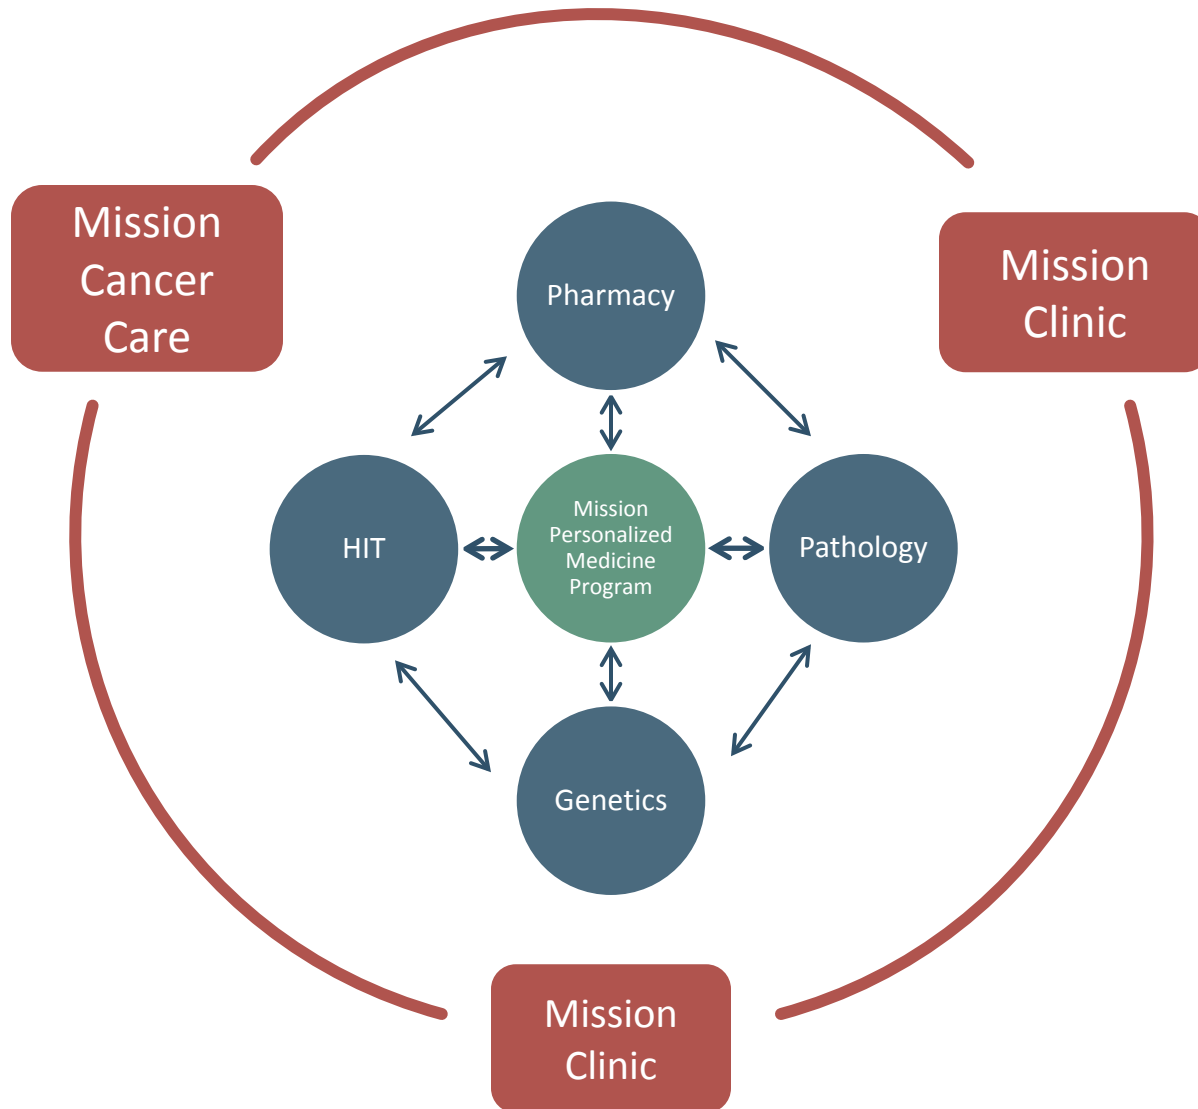 Mission
Cancer
Care
Mission
Clinic
Pharmacy
HIT
Mission
Personalized
Medicine
Program
Pathology
Genetics
Mission
Clinic